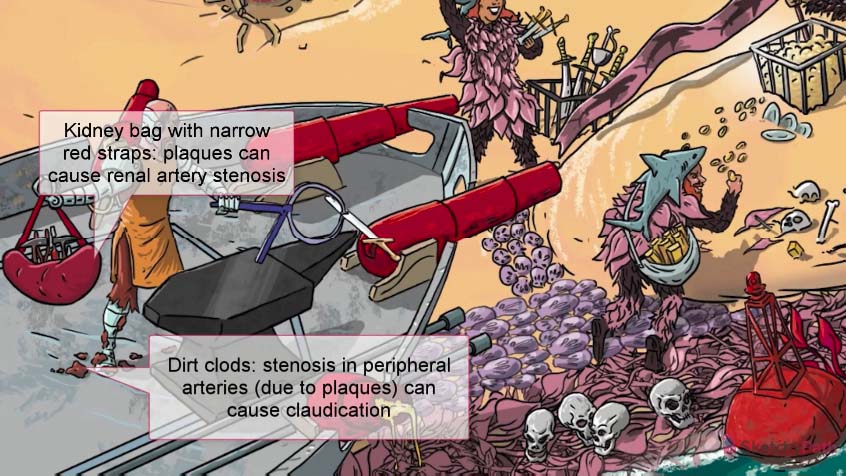 Kidney bag with narrow
red straps: plaques can
cause renal artery stenosis
Dirt clods: stenosis in peripheral
arteries (due to plaques) can
cause claudication